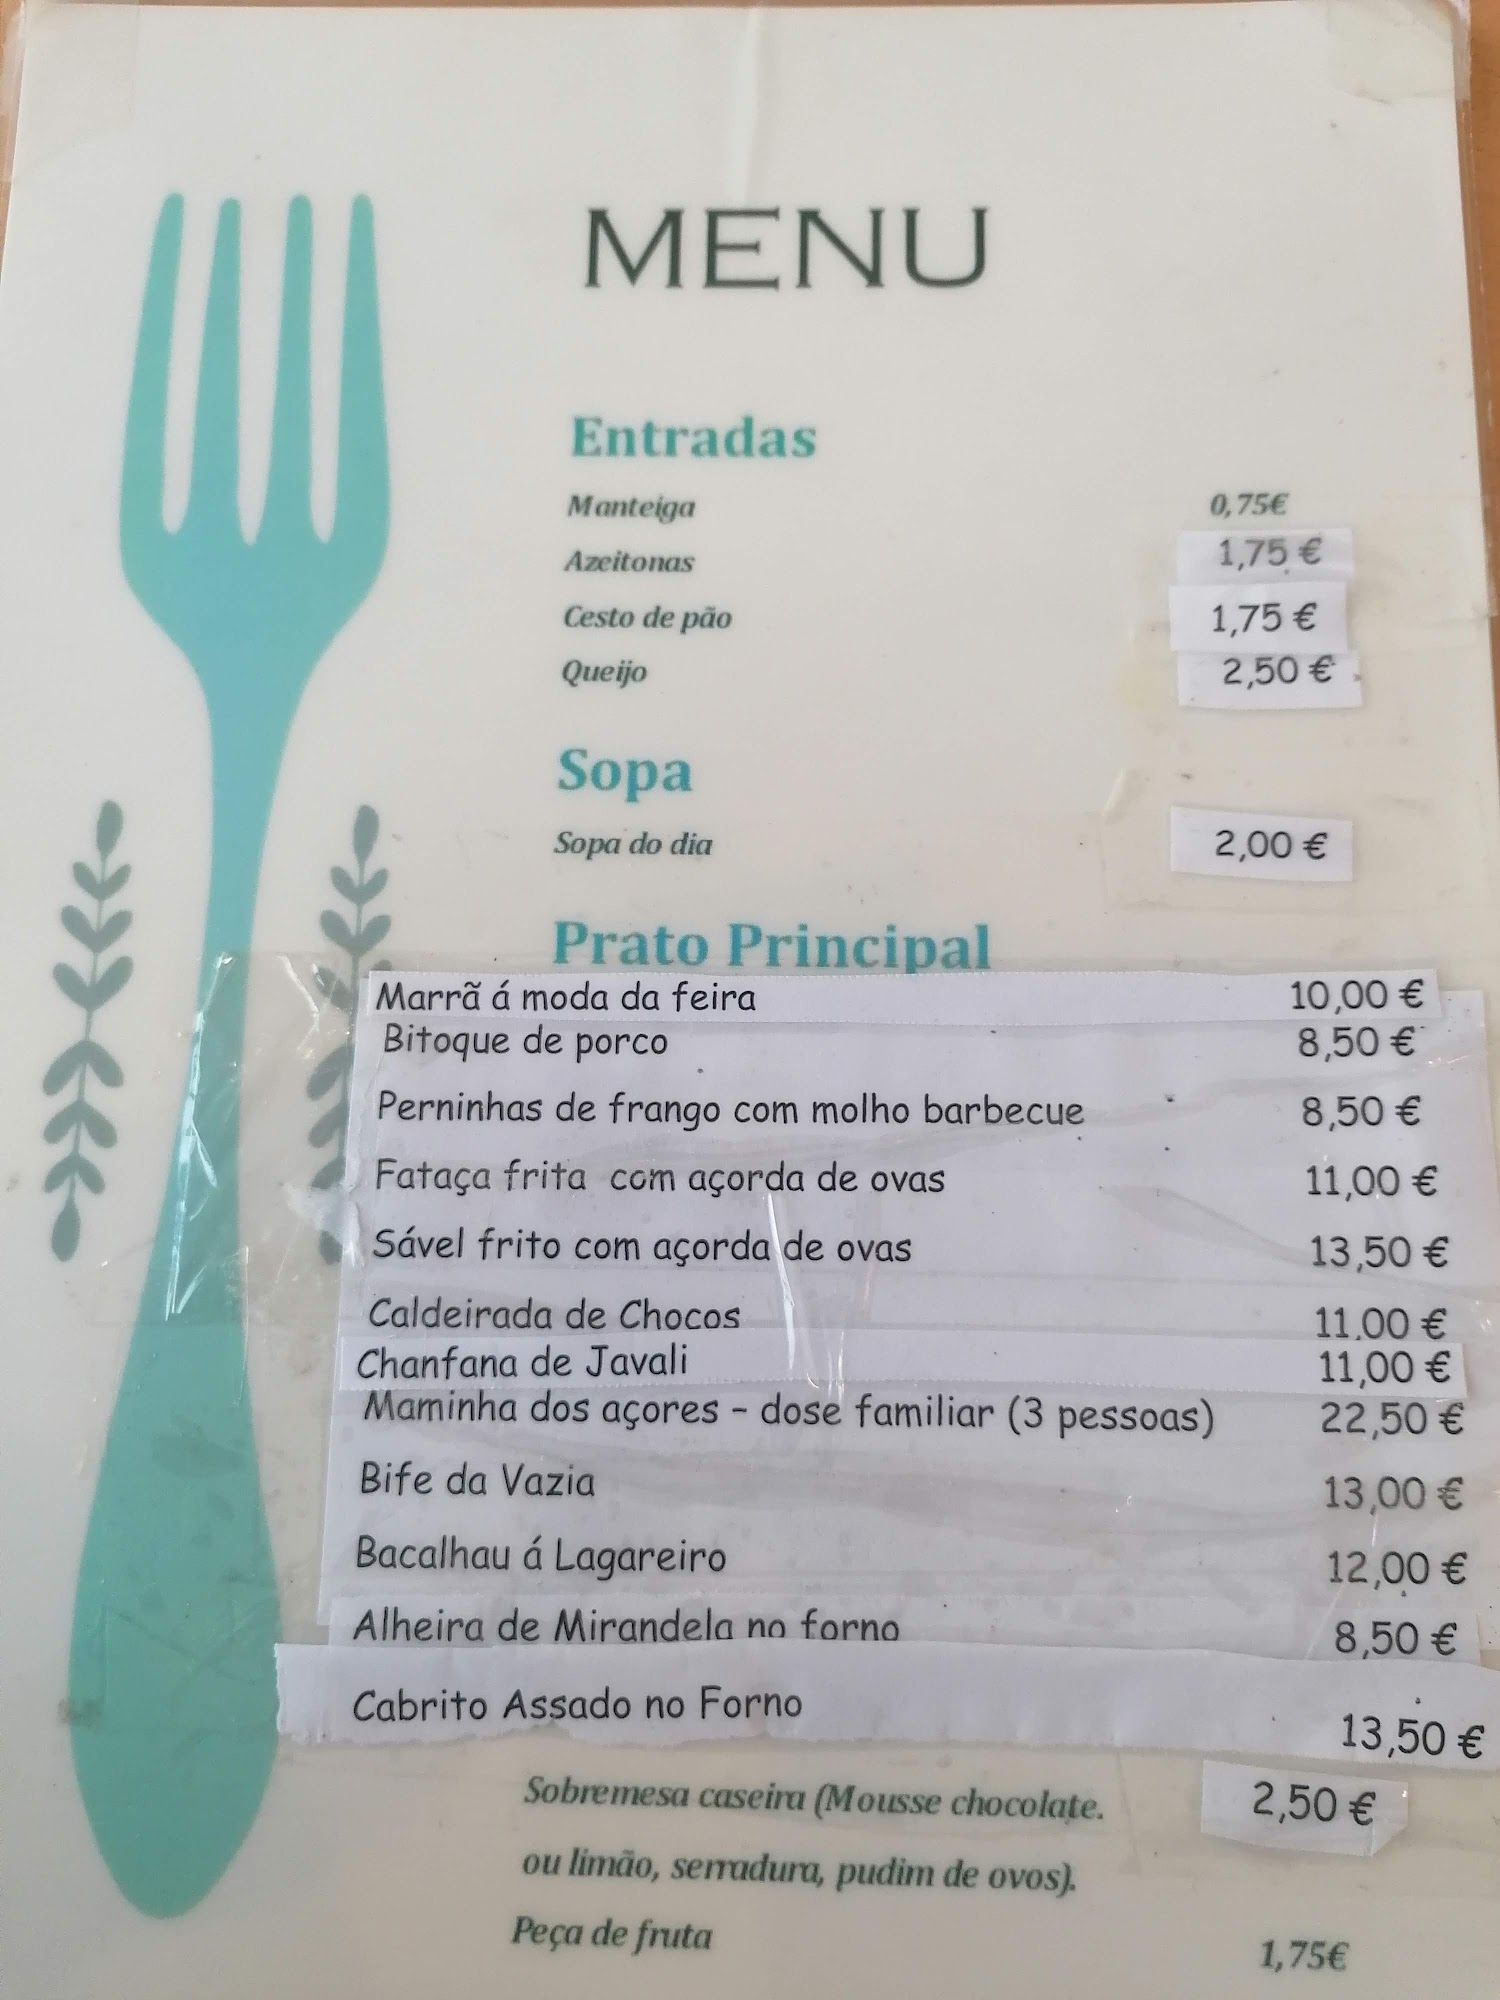 MENU
Entradas
Manteiga 0,75€
Azeitonas 1,75 €
Cesto de pão 1,75 €
Queijo 2,50 €
Sopa
Sopa do dia 2,00 €
Prato Principal
Marrã á moda da feira 10,00 €
Bitoque de porco 8,50 €
Perninhas de frango com molho barbecue 8,50 €
Fataça frita com açorda de ovas 11,00 €
Sável frito com açorda de ovas 13,50 €
Caldeirada de Chocos 11,00 €
Chanfana de Javali 11,00 €
Maminha dos açores - dose familiar (3 pessoas) 22,50 €
Bife da Vazia 13,00 €
Bacalhau á Lagareiro 12,00 €
Alheira de Mirandela no forno 8,50 €
Cabrito Assado no Forno 13,50 €
Sobremesa caseira (Mousse chocolate. 2,50 €
ou limão, serradura, pudim de ovos).
Peça de fruta 1,75€